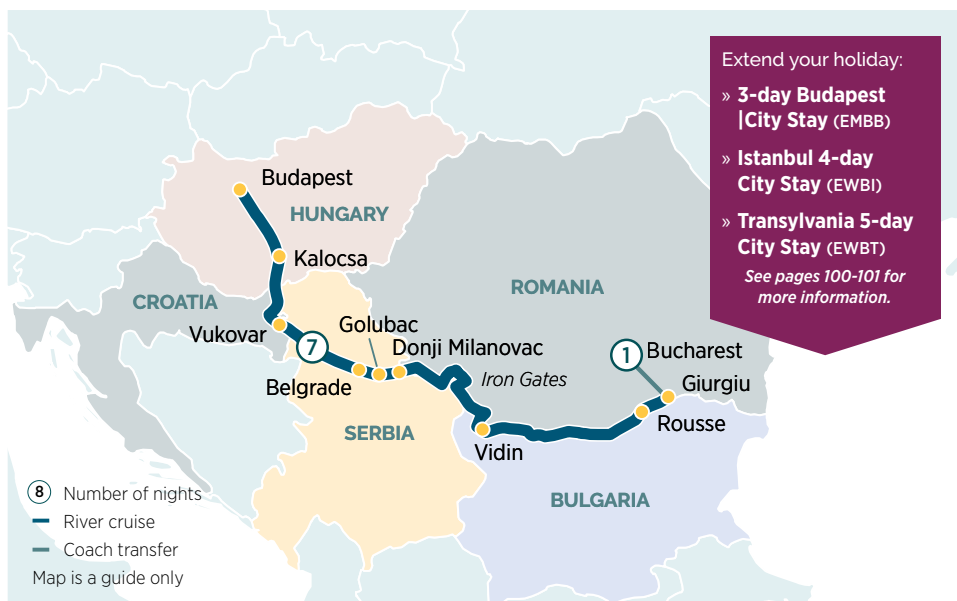 Extend your holiday:
» 3-day Budapest
|City Stay (EMBB)
» Istanbul 4-day
City Stay (EWBI)
» Transylvania 5-day
City Stay (EWBT)
See pages 100-101 for
more information.
Budapest
HUNGARY
Kalocsa
ROMANIA
CROATIA
Vukovar
Golubac
7
Donji Milanovac
1
Bucharest
Belgrade
Iron Gates
Giurgiu
Rousse
SERBIA
Vidin
BULGARIA
8 Number of nights
River cruise
Coach transfer
Map is a guide only